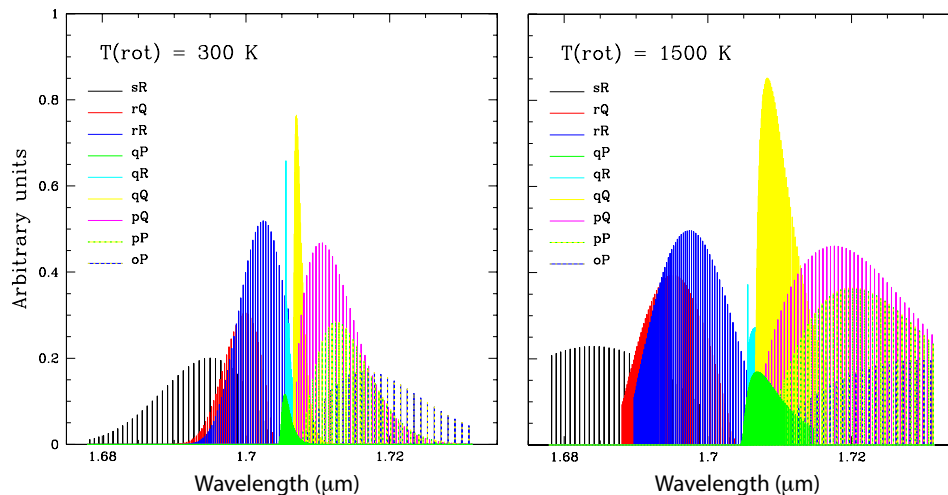 T(rot) = 300 K
sR
rQ
rR
qP
qR
qQ
pQ
pP
oP
1
0.8
0.6
0.4
0.2
0
1.68
1.7
1.72
Wavelength (μm)
Arbitrary units
T(rot) = 1500 K
sR
rQ
rR
qP
qR
qQ
pQ
pP
oP
1.68
1.7
1.72
Wavelength (μm)